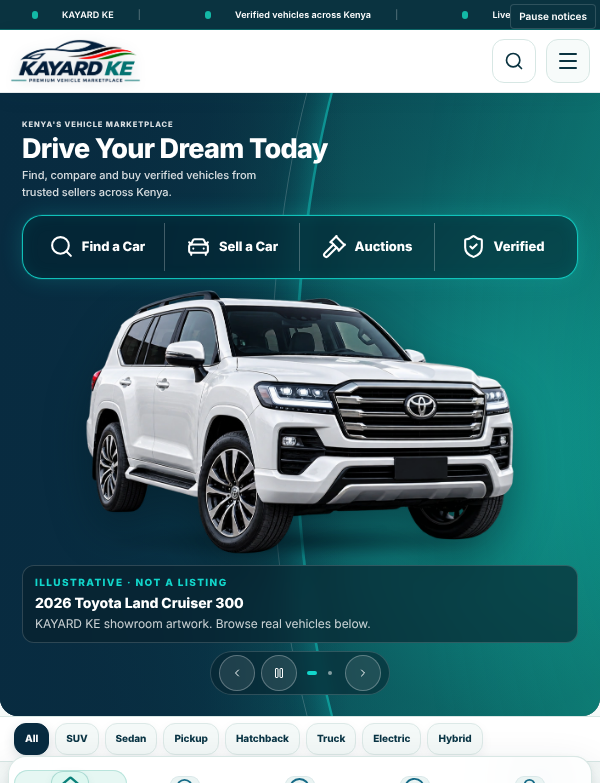 KAYARD KE
Verified vehicles across Kenya
Live
Pause notices
KAYARD KE
PREMIUM VEHICLE MARKETPLACE
KENYA'S VEHICLE MARKETPLACE
Drive Your Dream Today
Find, compare and buy verified vehicles from
trusted sellers across Kenya.
Find a Car
Sell a Car
Auctions
Verified
ILLUSTRATIVE · NOT A LISTING
2026 Toyota Land Cruiser 300
KAYARD KE showroom artwork. Browse real vehicles below.
All
SUV
Sedan
Pickup
Hatchback
Truck
Electric
Hybrid